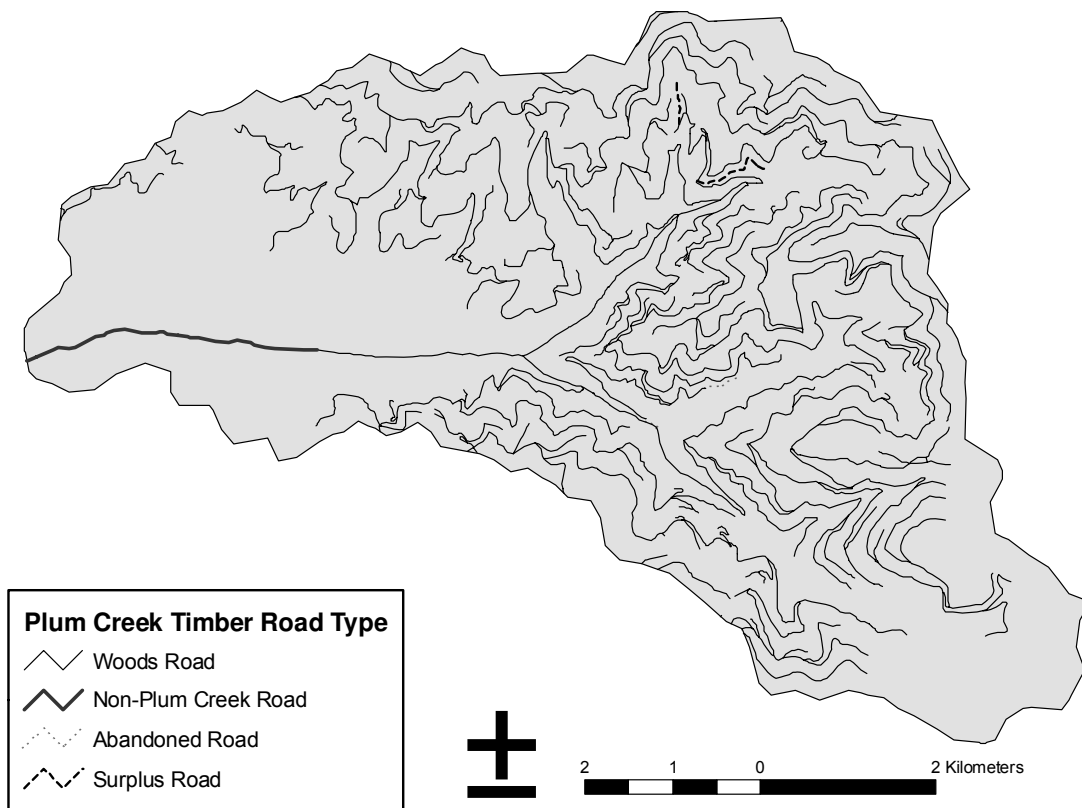 Plum Creek Timber Road Type
Woods Road
Non-Plum Creek Road
Abandoned Road
Surplus Road
2 1 0 2 Kilometers